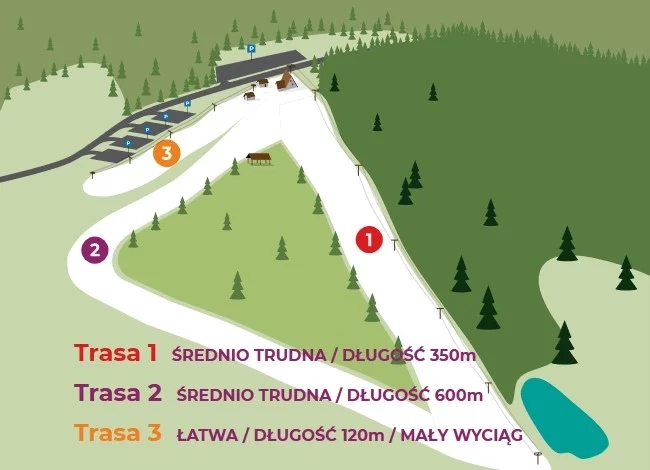 P
P
P
P
P
3
1
2
Trasa 1 ŚREDNIO TRUDNA / DŁUGOŚĆ 350m
Trasa 2 ŚREDNIO TRUDNA / DŁUGOŚĆ 600m
Trasa 3 ŁATWA / DŁUGOŚĆ 120m / MAŁY WYCIĄG